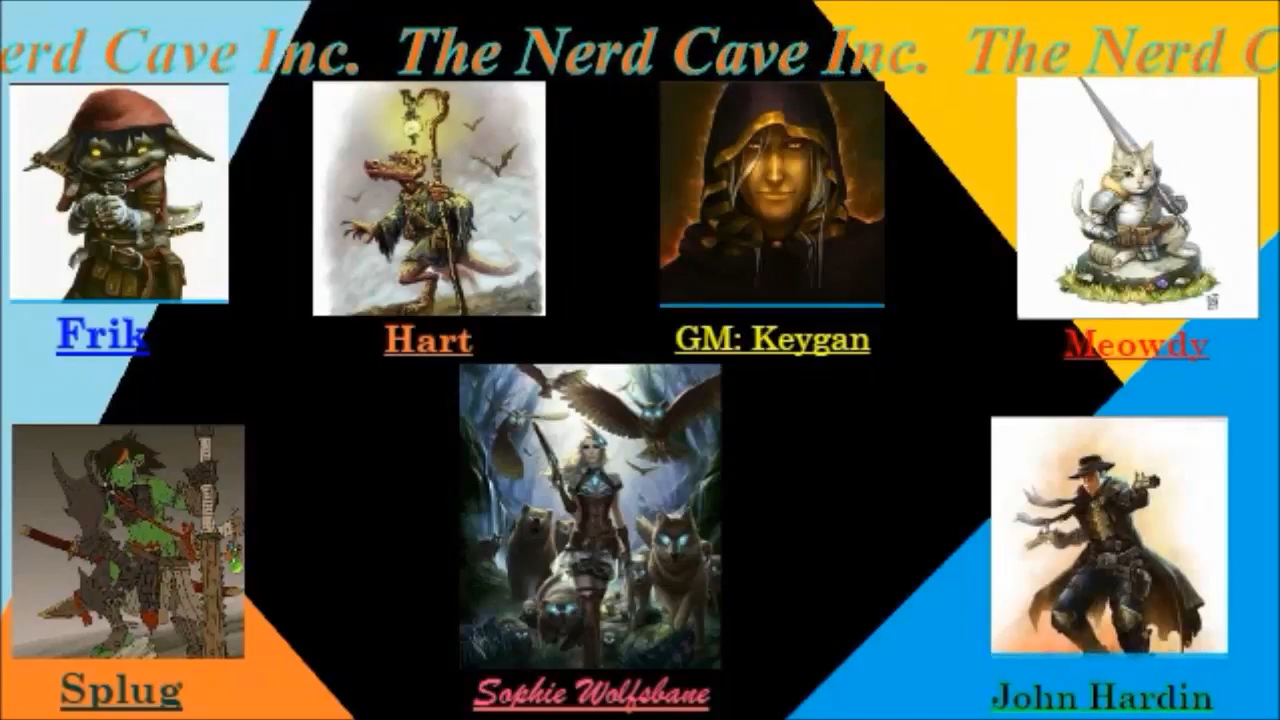 erd Cave Inc. The Nerd Cave Inc. The Nerd C
Frik
Hart
GM: Keygan
Meowdy
Splug
Sophie Wolfsbane
John Hardin